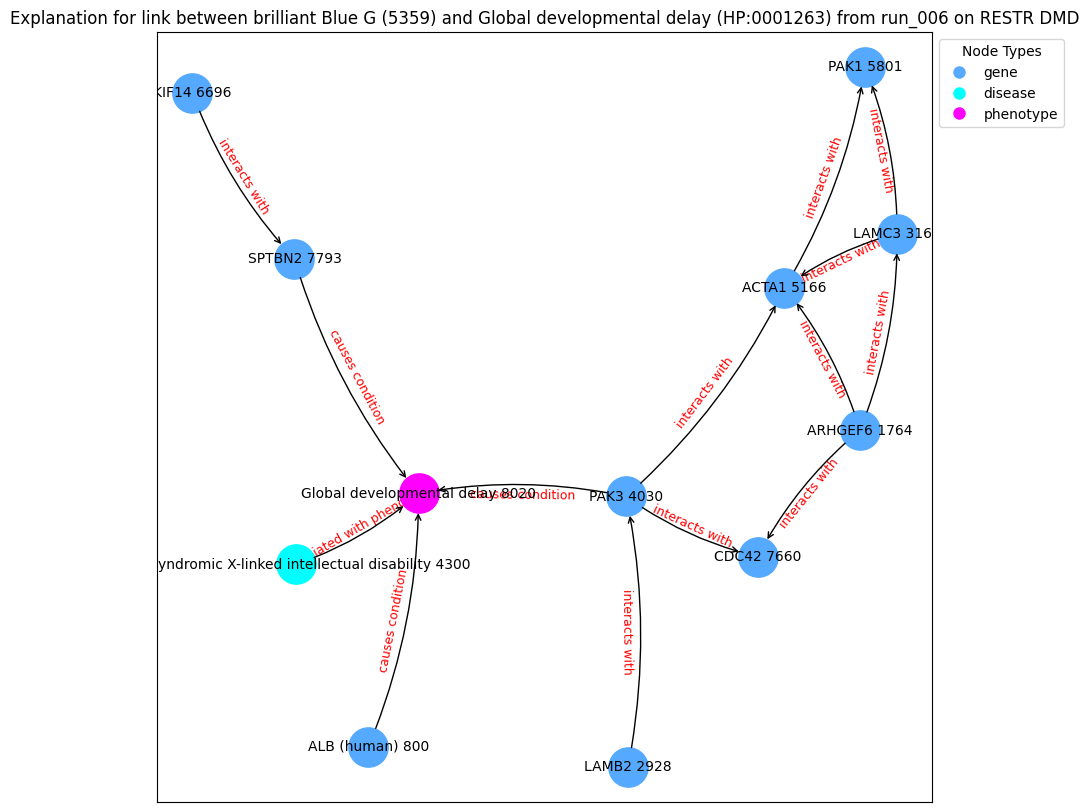 Explanation for link between brilliant Blue G (5359) and Global developmental delay (HP:0001263) from run_006 on RESTR DMD
Node Types
gene
disease
phenotype
PAK1 5801
KIF14 6696
interacts with
interacts with
interacts with
LAMC3 316
SPTBN2 7793
interacts with
ACTA1 5166
interacts with
interacts with
causes condition
interacts with
ARHGEF6 1764
interacts with
Global developmental delay 8020
causes condition
PAK3 4030
interacts with
CDC42 7660
iated with phen
yndromic X-linked intellectual disability 4300
causes condition
interacts with
ALB (human) 800
LAMB2 2928